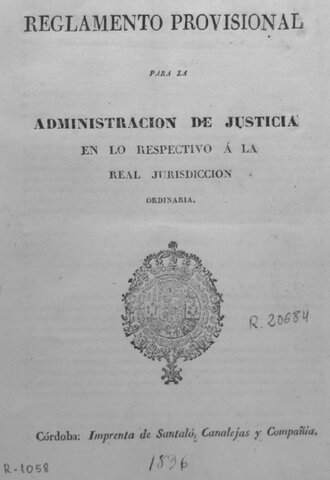 REGLAMENTO PROVISIONAL
PARA LA
ADMINISTRACION DE JUSTICIA
EN LO RESPECTIVO Á LA
REAL JURISDICCION
ORDINARIA.
R. 20684
Córdoba: Imprenta de Santaló, Canalejas y Compañia.
R-1058
1836